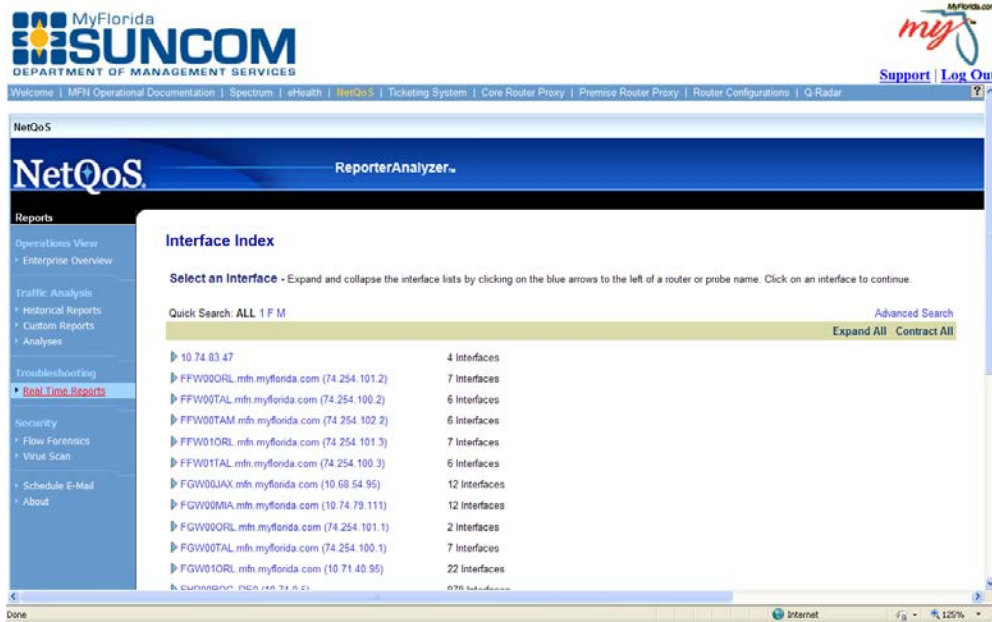 MyFlorida
SUNCOM
DEPARTMENT OF MANAGEMENT SERVICES
MyFlorida.com
my
Support | Log Out
Welcome | MFN Operational Documentation | Spectrum | eHealth | NetQoS | Ticketing System | Core Router Proxy | Premise Router Proxy | Router Configurations | Q-Radar
?
NetQoS
NetQoS.
ReporterAnalyzer™
Reports
Operations View
Enterprise Overview
Traffic Analysis
Historical Reports
Custom Reports
Analyses
Troubleshooting
Real Time Reports
Security
Flow Forensics
Virus Scan
Schedule E-Mail
About
Interface Index
Select an Interface - Expand and collapse the interface lists by clicking on the blue arrows to the left of a router or probe name. Click on an interface to continue.
Quick Search: ALL 1 F M
Advanced Search
Expand All Contract All
10.74.83.47 4 Interfaces
FFW00ORL.mfn.myflorida.com (74.254.101.2) 7 Interfaces
FFW00TAL.mfn.myflorida.com (74.254.100.2) 6 Interfaces
FFW00TAM.mfn.myflorida.com (74.254.102.2) 6 Interfaces
FFW01ORL.mfn.myflorida.com (74.254.101.3) 7 Interfaces
FFW01TAL.mfn.myflorida.com (74.254.100.3) 6 Interfaces
FGW00JAX.mfn.myflorida.com (10.68.54.95) 12 Interfaces
FGW00MIA.mfn.myflorida.com (10.74.79.111) 12 Interfaces
FGW00ORL.mfn.myflorida.com (74.254.101.1) 2 Interfaces
FGW00TAL.mfn.myflorida.com (74.254.100.1) 7 Interfaces
FGW01ORL.mfn.myflorida.com (10.71.40.95) 22 Interfaces
Done
Internet
125%